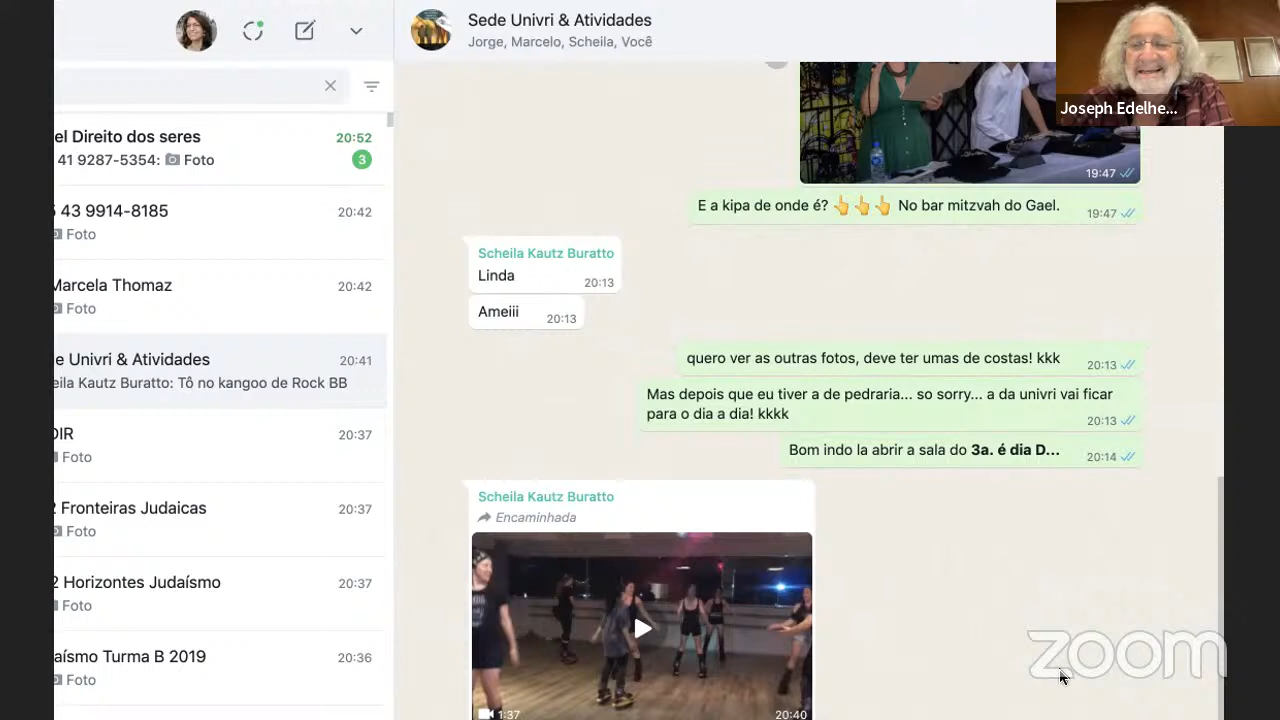 Sede Univri & Atividades
Jorge, Marcelo, Scheila, Você
Joseph Edelhe...
el Direito dos seres
20:52
41 9287-5354: Foto
3
43 9914-8185
20:42
Foto
Marcela Thomaz
20:42
Foto
e Univri & Atividades
20:41
eila Kautz Buratto: Tô no kangoo de Rock BB
DIR
20:37
Foto
2 Fronteiras Judaicas
20:37
Foto
2 Horizontes Judaísmo
20:37
Foto
aísmo Turma B 2019
20:36
Foto
19:47
E a kipa de onde é? 👆👆👆 No bar mitzvah do Gael.
19:47
Scheila Kautz Buratto
Linda
20:13
Ameiii
20:13
quero ver as outras fotos, deve ter umas de costas! kkk
20:13
Mas depois que eu tiver a de pedraria... so sorry... a da univri vai ficar
para o dia a dia! kkkk
20:13
Bom indo la abrir a sala do 3a. é dia D...
20:14
Scheila Kautz Buratto
Encaminhada
1:37
20:40
zoom